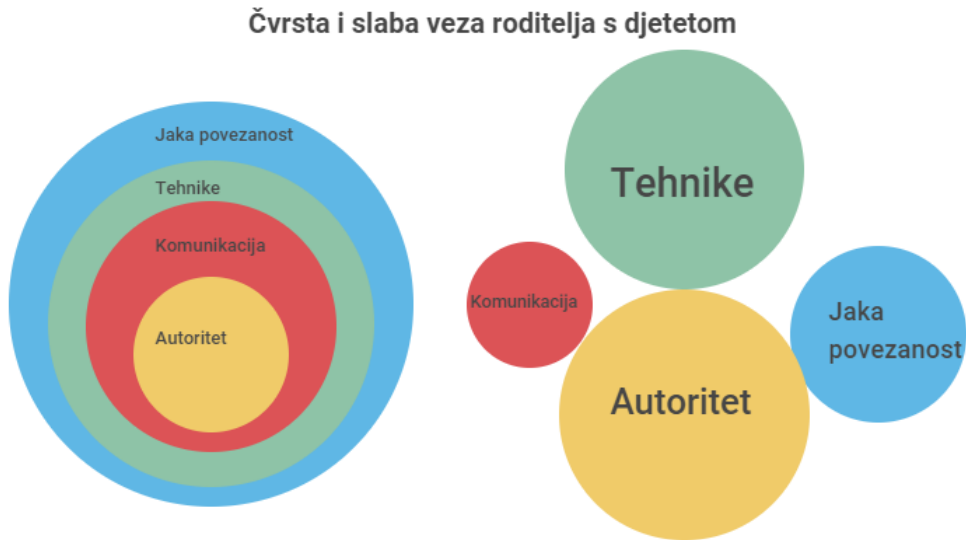 Čvrsta i slaba veza roditelja s djetetom
Jaka povezanost
Tehnike
Komunikacija
Autoritet
Tehnike
Komunikacija
Jaka
povezanost
Autoritet